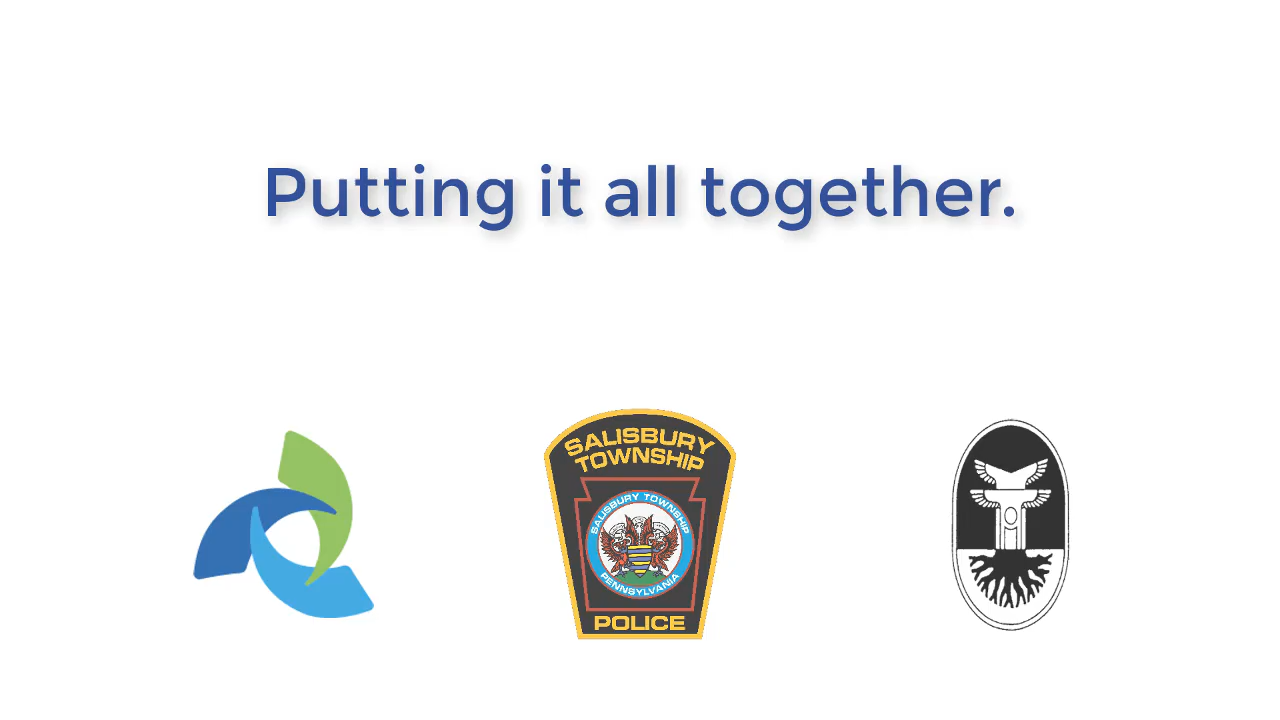 Putting it all together.
SALISBURY
TOWNSHIP
SALISBURY TOWNSHIP
PENNSYLVANIA
POLICE